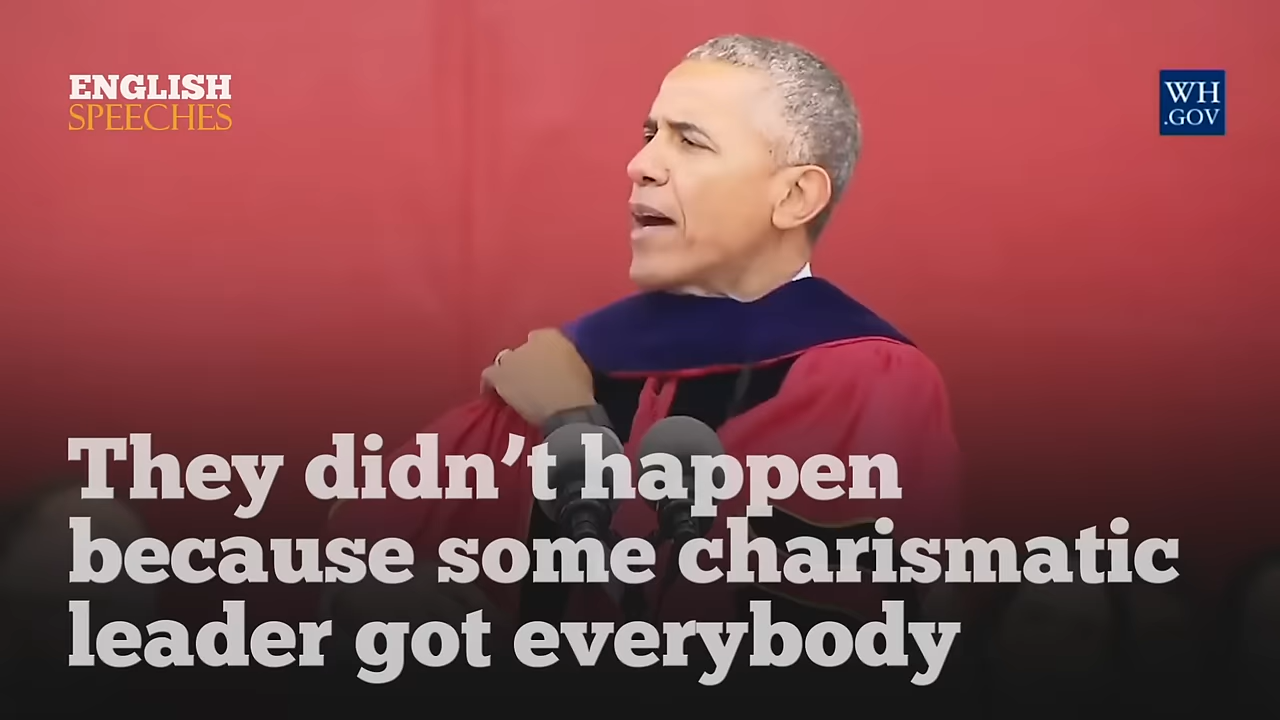 ENGLISH
SPEECHES
WH
.GOV
They didn’t happen
because some charismatic
leader got everybody